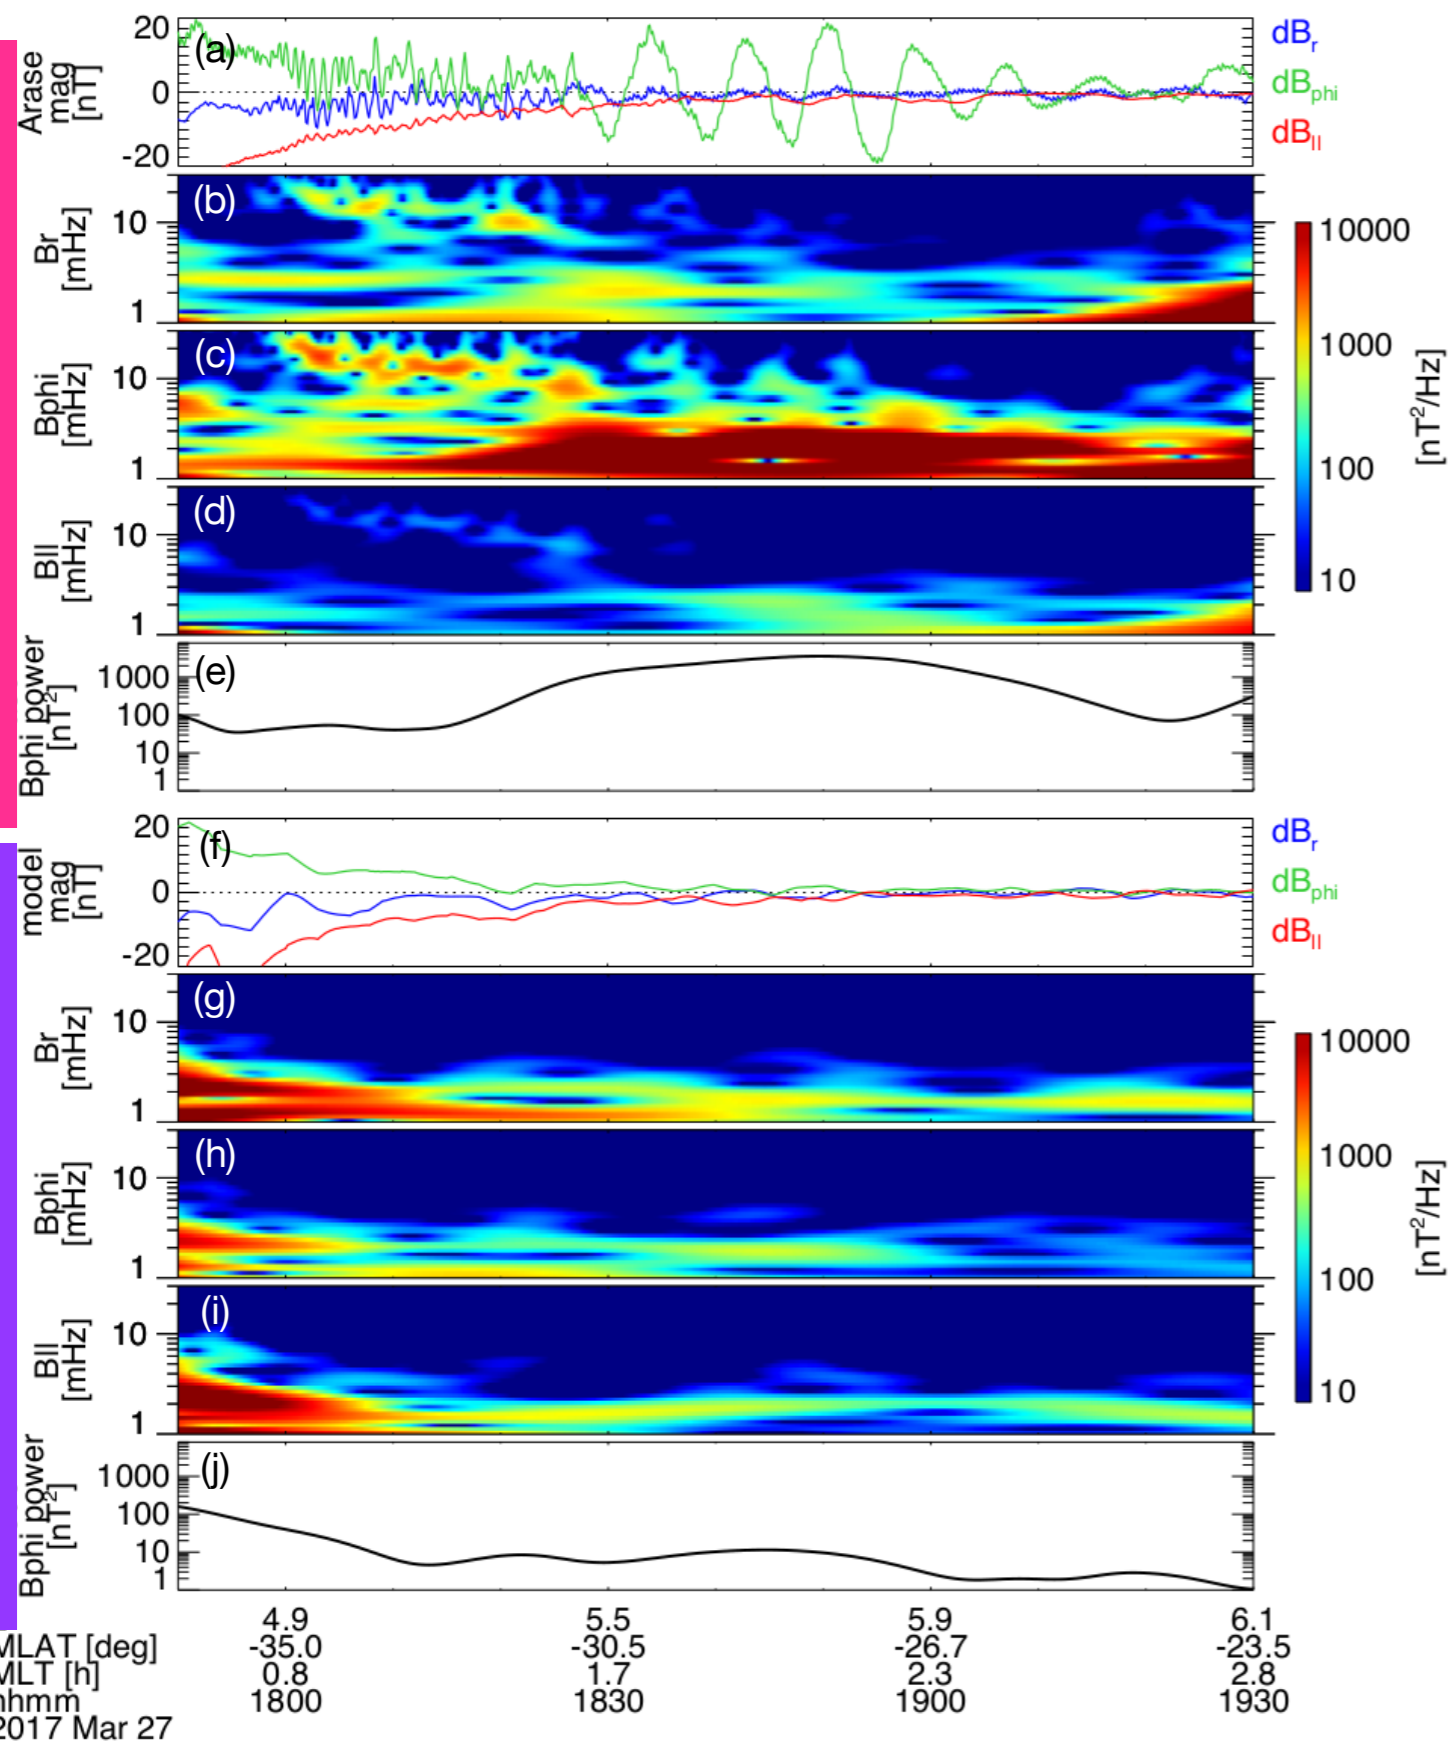 Arase mag [nT]
20
0
-20
(a)
dBr
dBphi
dBll
Br [mHz]
10
1
(b)
Bphi [mHz]
10
1
(c)
Bll [mHz]
10
1
(d)
10000
1000
100
10
[nT2/Hz]
Bphi power [nT2]
1000
100
10
1
(e)
model mag [nT]
20
0
-20
(f)
dBr
dBphi
dBll
Br [mHz]
10
1
(g)
Bphi [mHz]
10
1
(h)
Bll [mHz]
10
1
(i)
10000
1000
100
10
[nT2/Hz]
Bphi power [nT2]
1000
100
10
1
(j)
4.9 5.5 5.9 6.1
MLAT [deg] -35.0 -30.5 -26.7 -23.5
MLT [h] 0.8 1.7 2.3 2.8
hhmm 1800 1830 1900 1930
2017 Mar 27